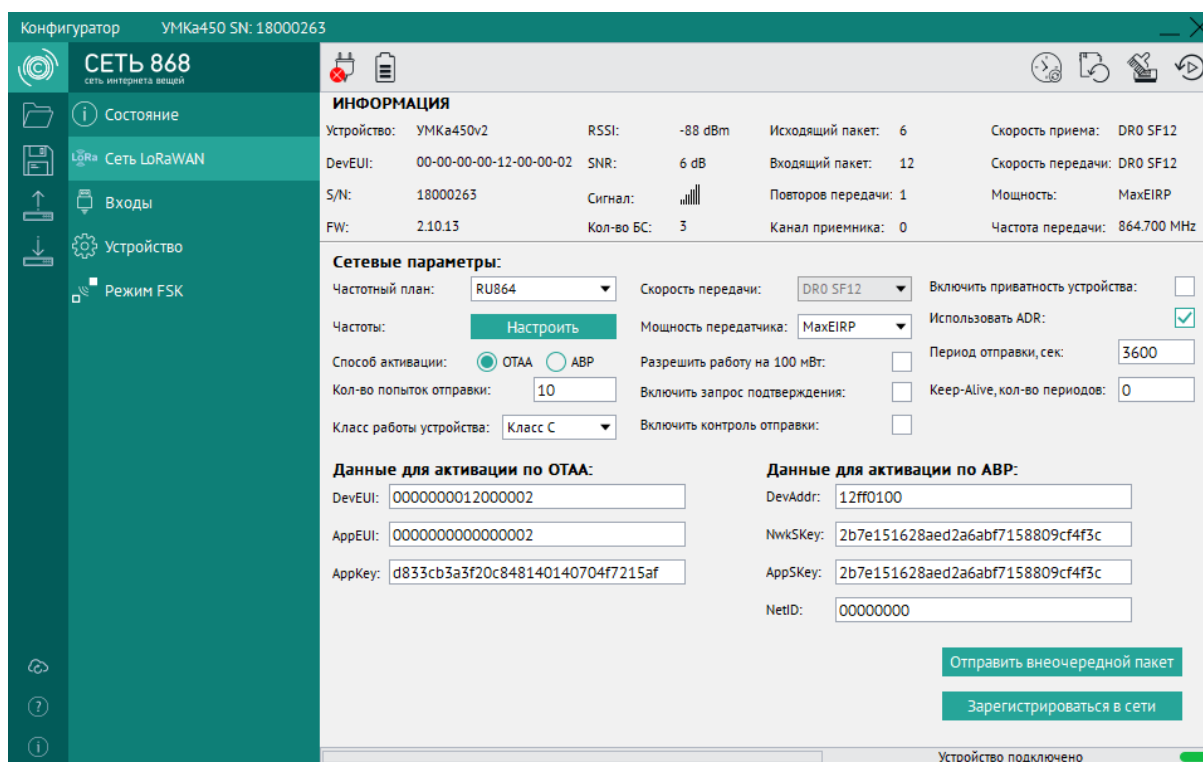 Конфигуратор УМКа450 SN: 18000263
СЕТЬ 868
сеть интернета вещей
Состояние
LoRa Сеть LoRaWAN
Входы
Устройство
Режим FSK
ИНФОРМАЦИЯ
Устройство: УМКа450v2 RSSI: -88 dBm Исходящий пакет: 6 Скорость приема: DR0 SF12
DevEUI: 00-00-00-00-12-00-00-02 SNR: 6 dB Входящий пакет: 12 Скорость передачи: DR0 SF12
S/N: 18000263 Сигнал: Повторов передачи: 1 Мощность: MaxEIRP
FW: 2.10.13 Кол-во БС: 3 Канал приемника: 0 Частота передачи: 864.700 MHz
Сетевые параметры:
Частотный план: RU864 Скорость передачи: DR0 SF12 Включить приватность устройства:
Частоты: Настроить Мощность передатчика: MaxEIRP Использовать ADR:
Способ активации: OTAA ABP Разрешить работу на 100 мВт: Период отправки, сек: 3600
Кол-во попыток отправки: 10 Включить запрос подтверждения: Keep-Alive, кол-во периодов: 0
Класс работы устройства: Класс C Включить контроль отправки:
Данные для активации по OTAA: Данные для активации по ABP:
DevEUI: 0000000012000002 DevAddr: 12ff0100
AppEUI: 0000000000000002 NwkSKey: 2b7e151628aed2a6abf7158809cf4f3c
AppKey: d833cb3a3f20c848140140704f7215af AppSKey: 2b7e151628aed2a6abf7158809cf4f3c
NetID: 00000000
Отправить внеочередной пакет
Зарегистрироваться в сети
Устройство подключено